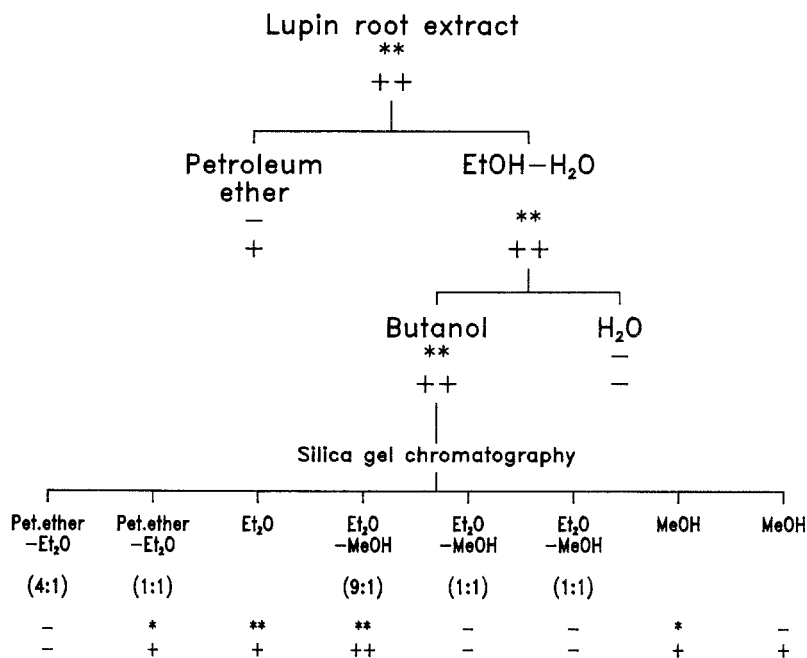 Lupin root extract
**
++
Petroleum ether EtOH–H₂O
– **
+ ++
Butanol H₂O
** –
++ –
Silica gel chromatography
Pet.ether Pet.ether Et₂O Et₂O Et₂O Et₂O MeOH MeOH
–Et₂O –Et₂O –MeOH –MeOH –MeOH
(4:1) (1:1) (9:1) (1:1) (1:1)
– * ** ** – – * –
– + + ++ – – + +